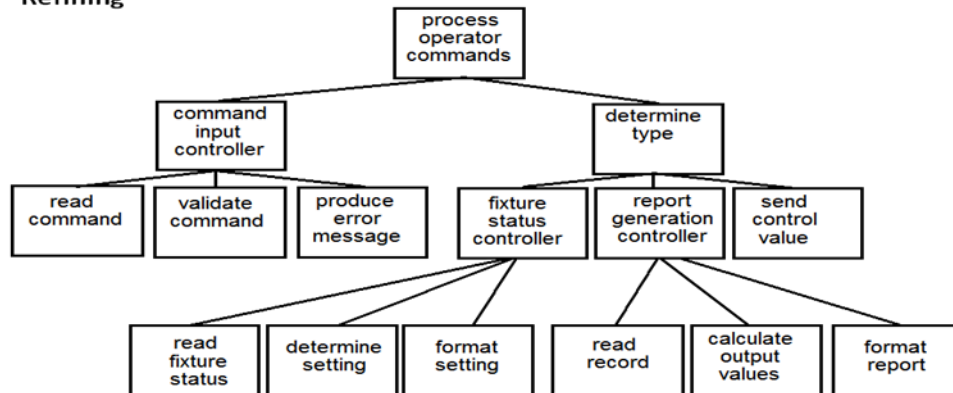 Refining
process
operator
commands
command
input
controller
determine
type
read
command
validate
command
produce
error
message
fixture
status
controller
report
generation
controller
send
control
value
read
fixture
status
determine
setting
format
setting
read
record
calculate
output
values
format
report